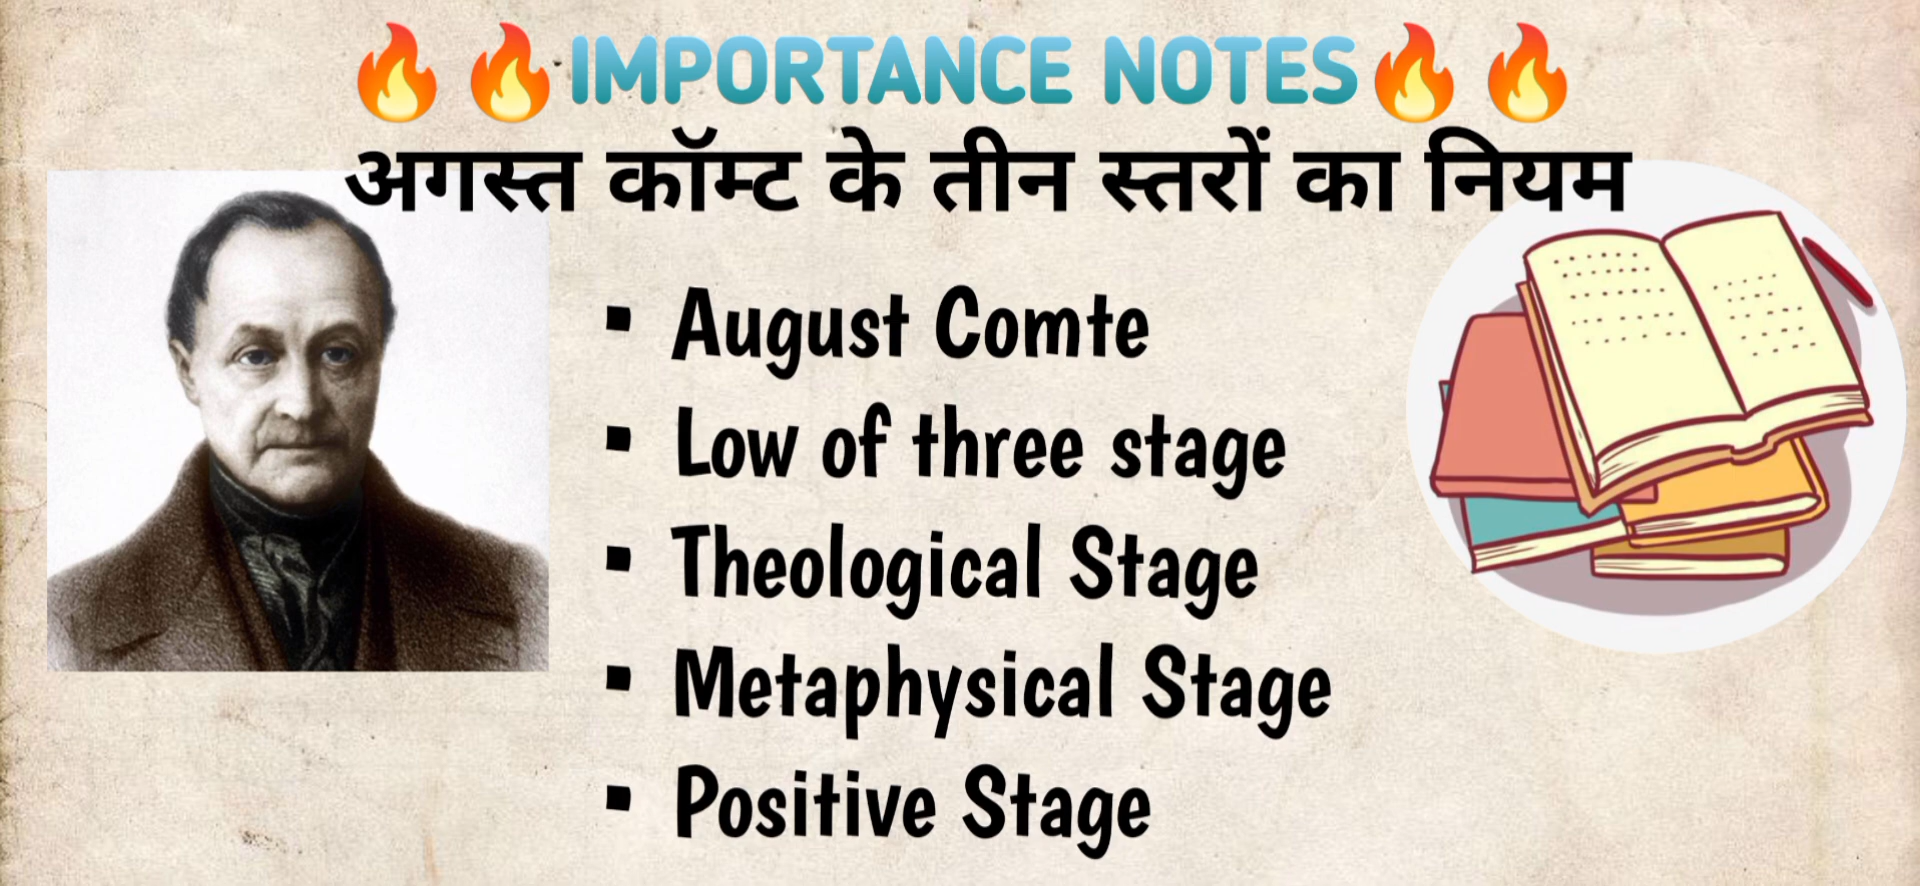 🔥🔥IMPORTANCE NOTES🔥🔥
अगस्त कॉम्ट के तीन स्तरों का नियम
▪ August Comte
▪ Low of three stage
▪ Theological Stage
▪ Metaphysical Stage
▪ Positive Stage